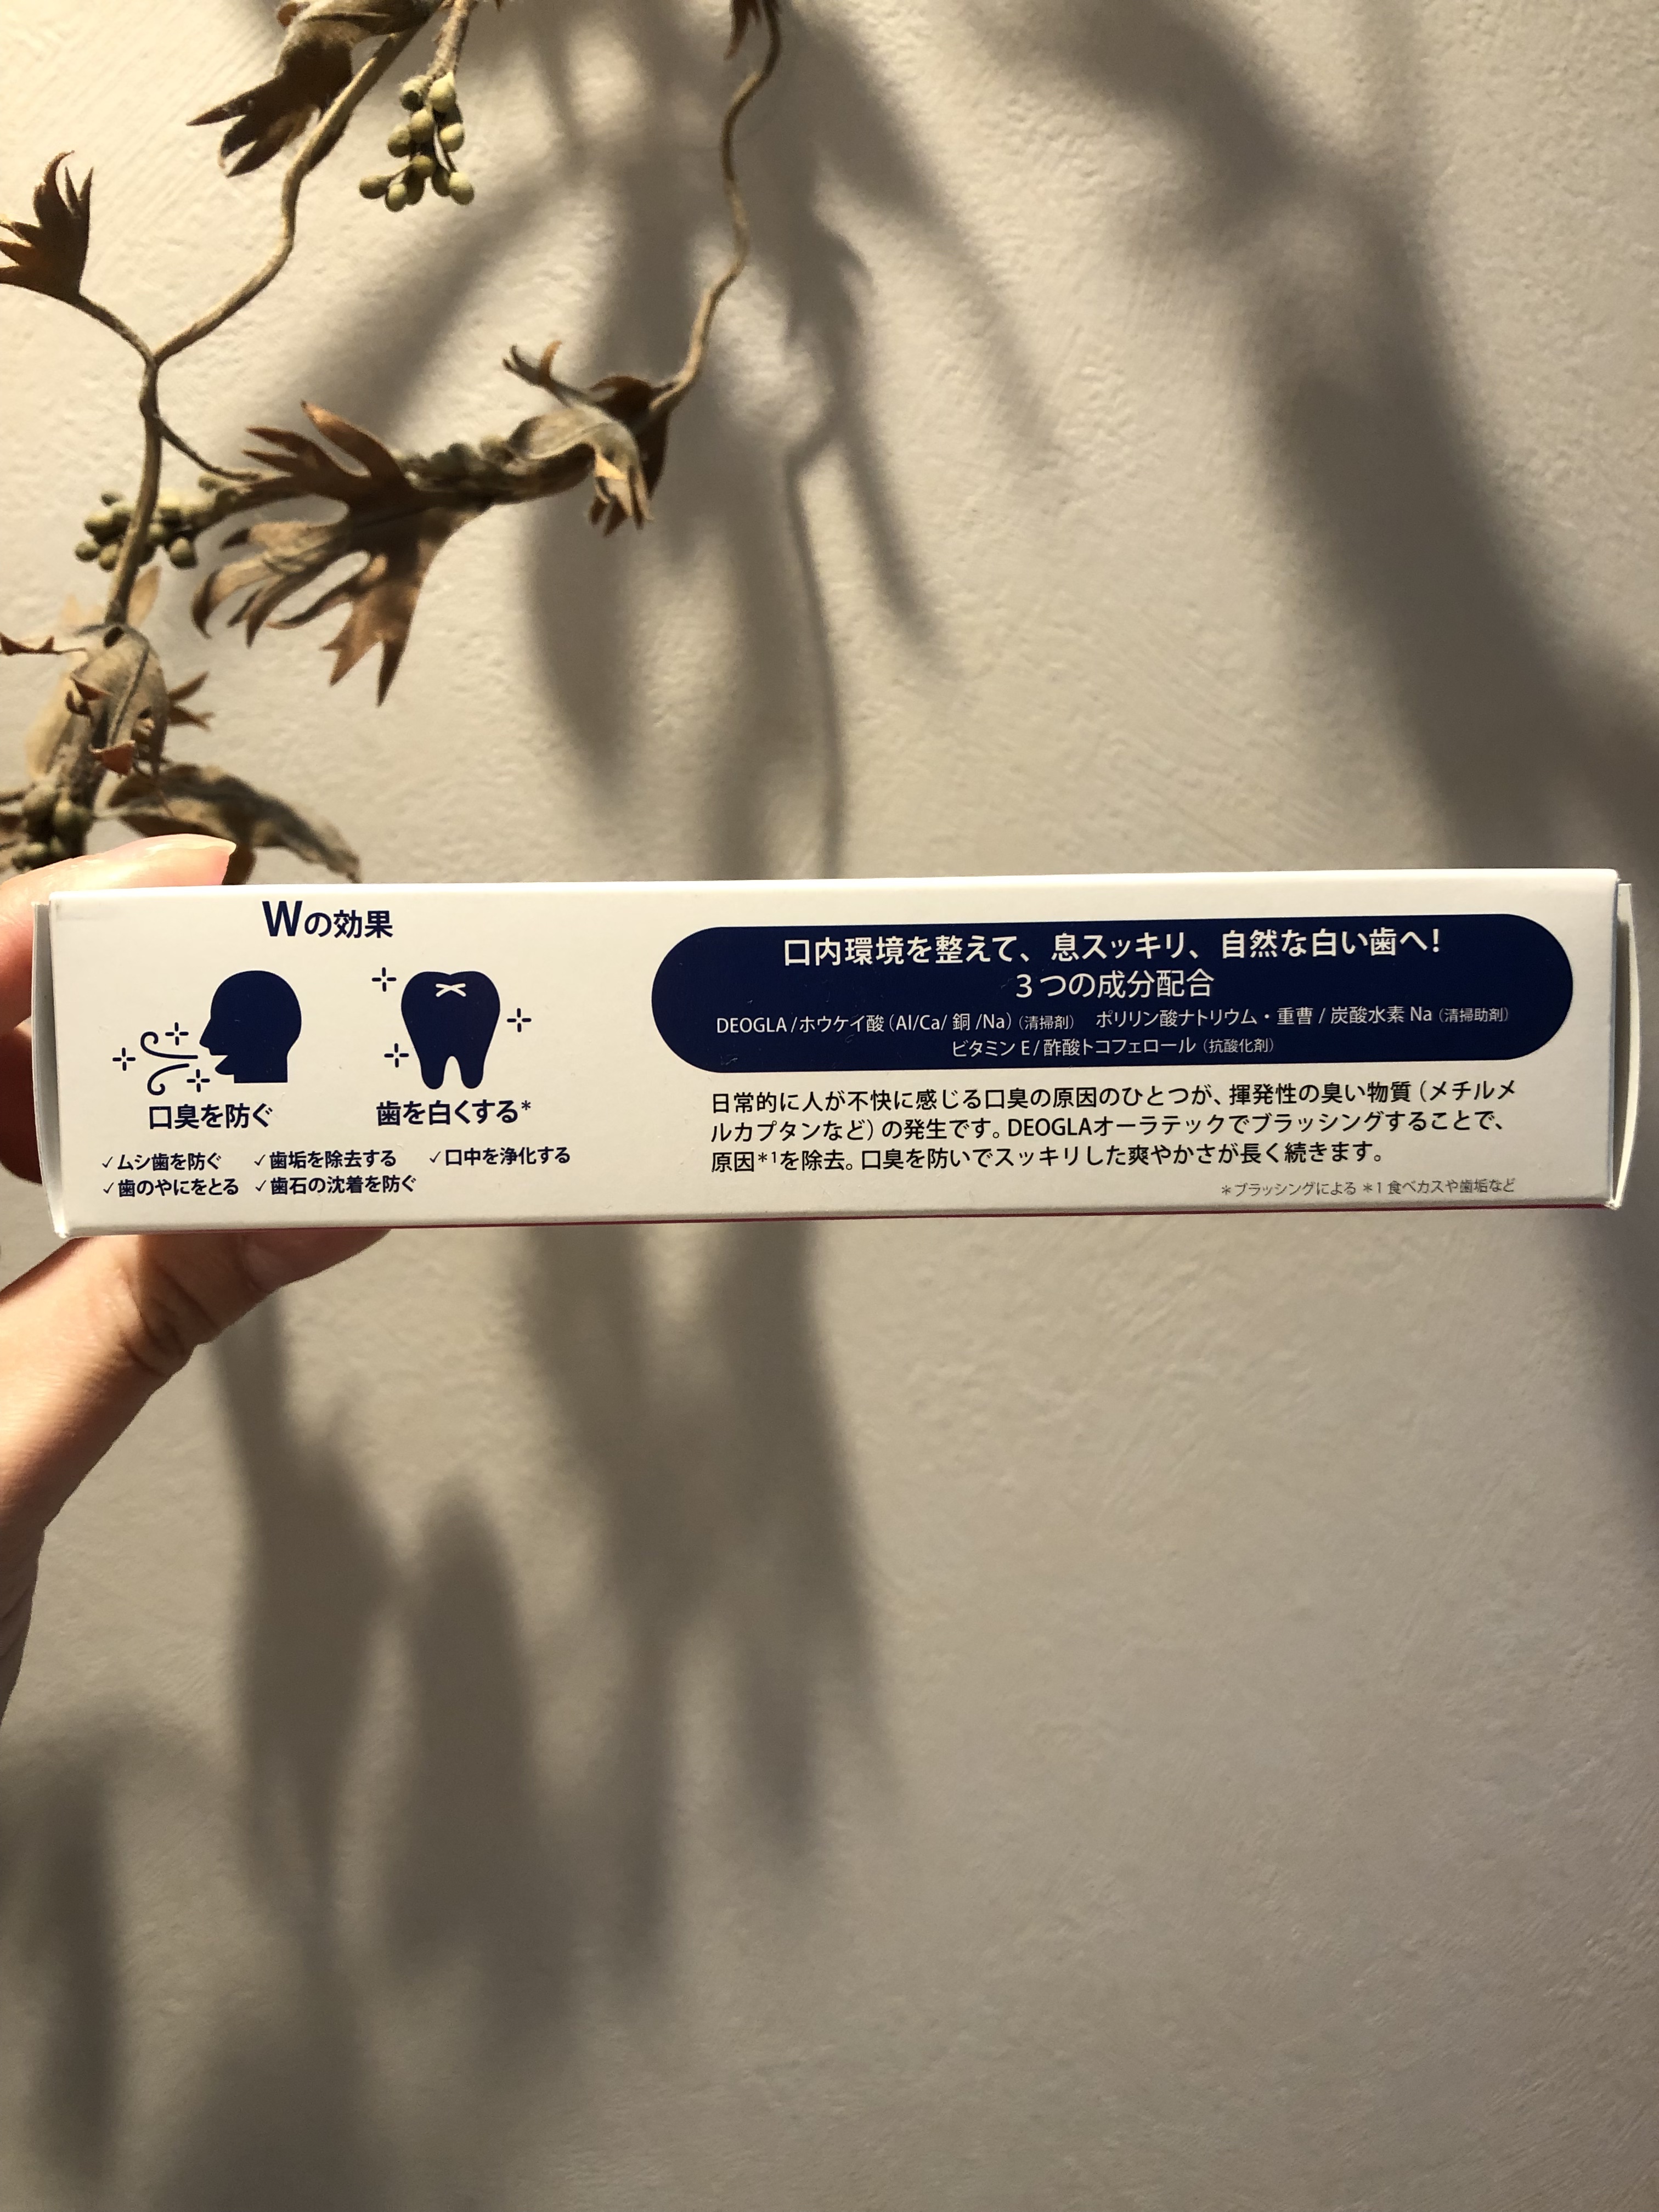 Wの効果
口臭を防ぐ
歯を白くする*
✓ムシ歯を防ぐ ✓歯垢を除去する ✓口中を浄化する
✓歯のやにをとる ✓歯石の沈着を防ぐ
口内環境を整えて、息スッキリ、自然な白い歯へ!
3つの成分配合
DEOGLA/ホウケイ酸(Al/Ca/銅/Na)(清掃剤) ポリリン酸ナトリウム・重曹/炭酸水素Na(清掃助剤)
ビタミンE/酢酸トコフェロール(抗酸化剤)
日常的に人が不快に感じる口臭の原因のひとつが、揮発性の臭い物質(メチルメ
ルカプタンなど)の発生です。DEOGLAオーラテックでブラッシングすることで、
原因*1を除去。口臭を防いでスッキリした爽やかさが長く続きます。
*ブラッシングによる *1 食べカスや歯垢など